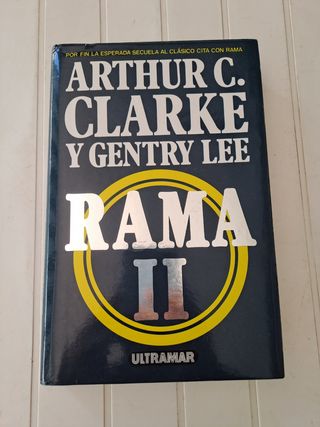 POR FIN LA ESPERADA SECUELA AL CLÁSICO CITA CON RAMA
ARTHUR C.
CLARKE
Y GENTRY LEE
RAMA
II
ULTRAMAR